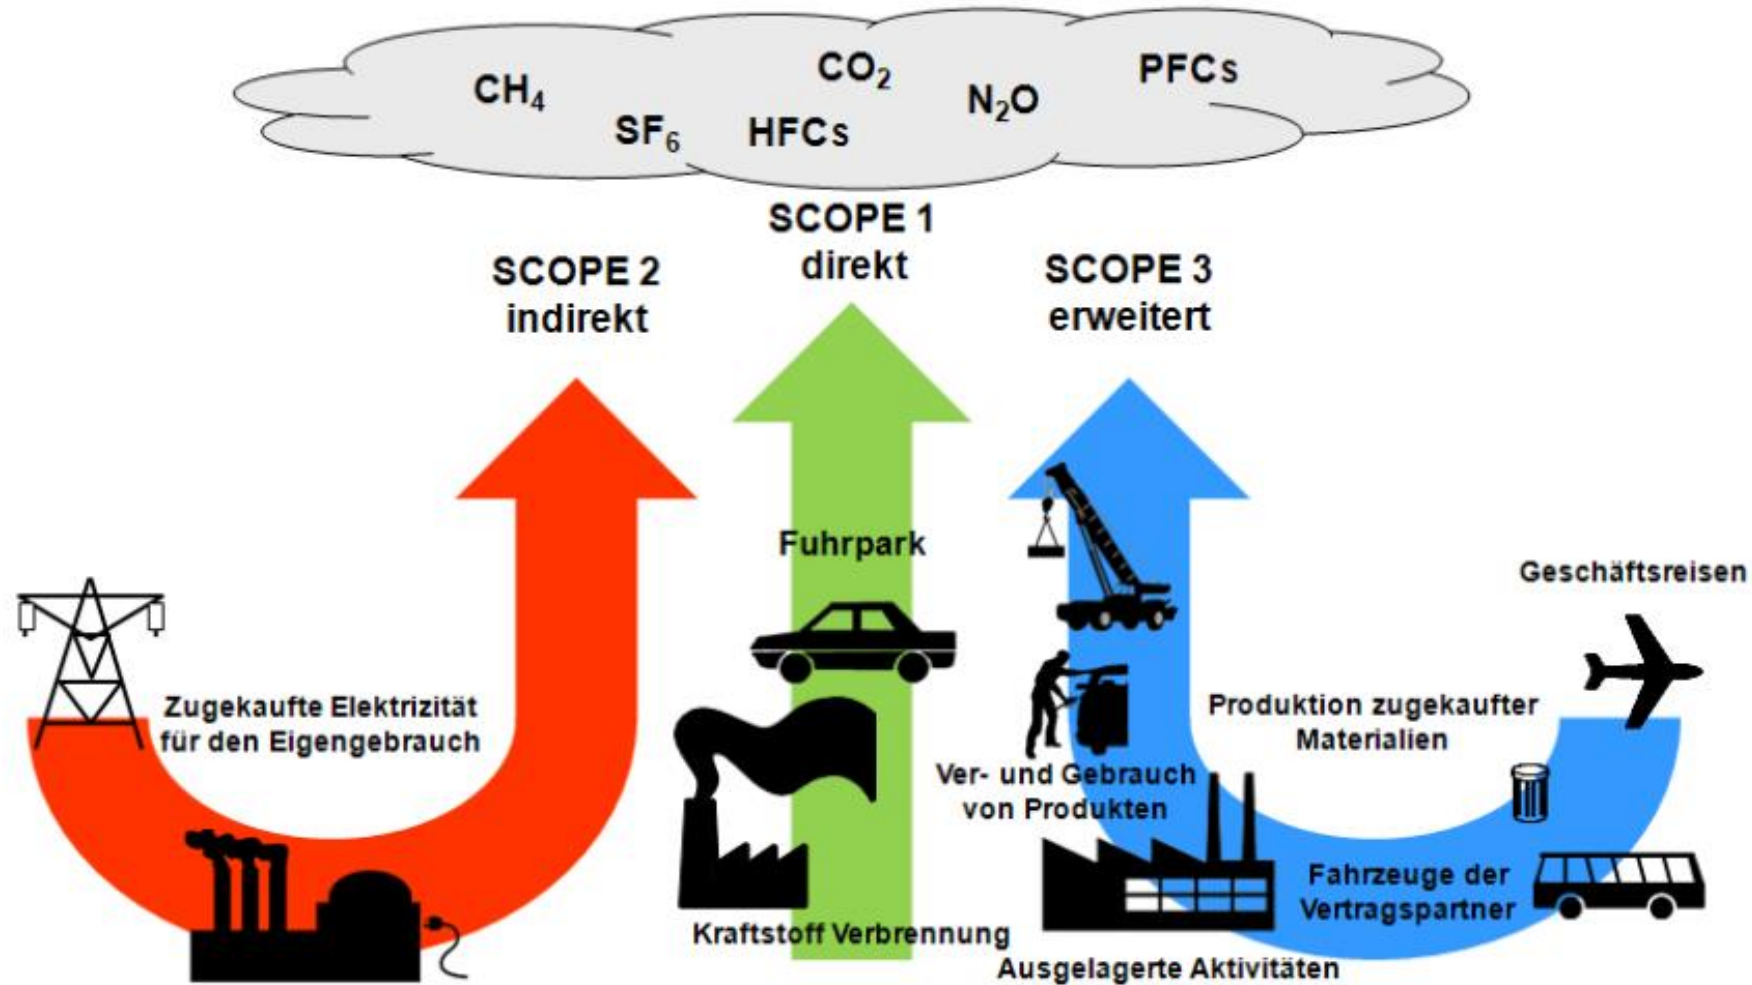 CH₄
CO₂
PFCs
N₂O
SF₆
HFCs
SCOPE 1
direkt
SCOPE 2
indirekt
SCOPE 3
erweitert
Fuhrpark
Geschäftsreisen
Zugekaufte Elektrizität
für den Eigengebrauch
Produktion zugekaufter
Materialien
Ver- und Gebrauch
von Produkten
Fahrzeuge der
Vertragspartner
Kraftstoff Verbrennung
Ausgelagerte Aktivitäten